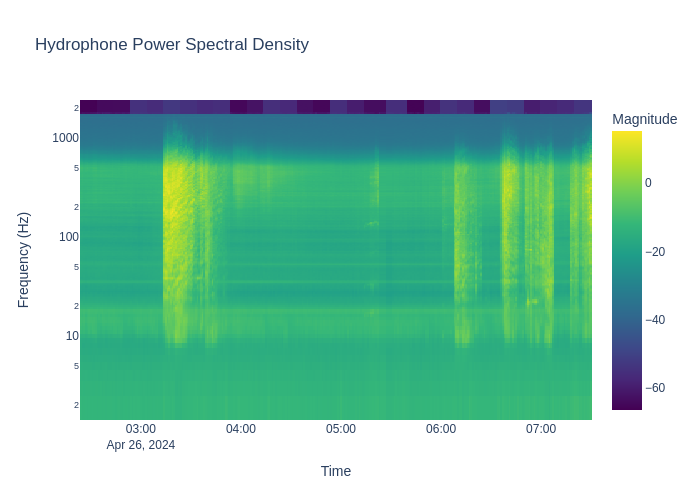 Hydrophone Power Spectral Density
Magnitude
2
1000
5
2
100
5
2
10
5
2
Frequency (Hz)
0
−20
−40
−60
03:00 04:00 05:00 06:00 07:00
Apr 26, 2024
Time